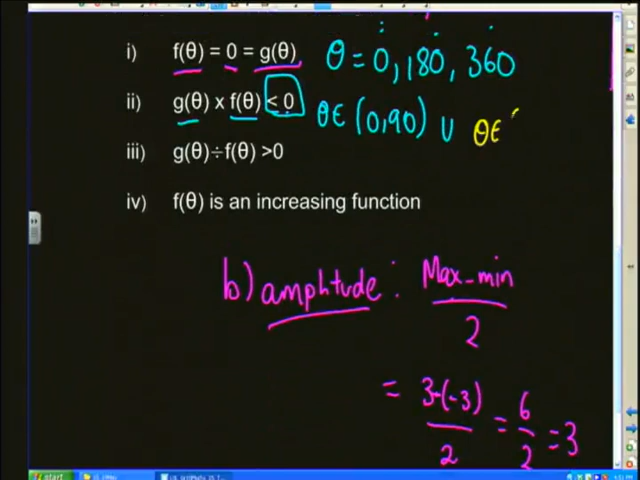 i) f(θ) = 0 = g(θ) θ = 0, 180, 360
ii) g(θ) x f(θ) < 0 θ∈ (0,90) ∪ θ∈
iii) g(θ)÷f(θ) >0
iv) f(θ) is an increasing function
b) amplitude : Max-min
2
= 3-(-3) = 6 = 3
2 2
start